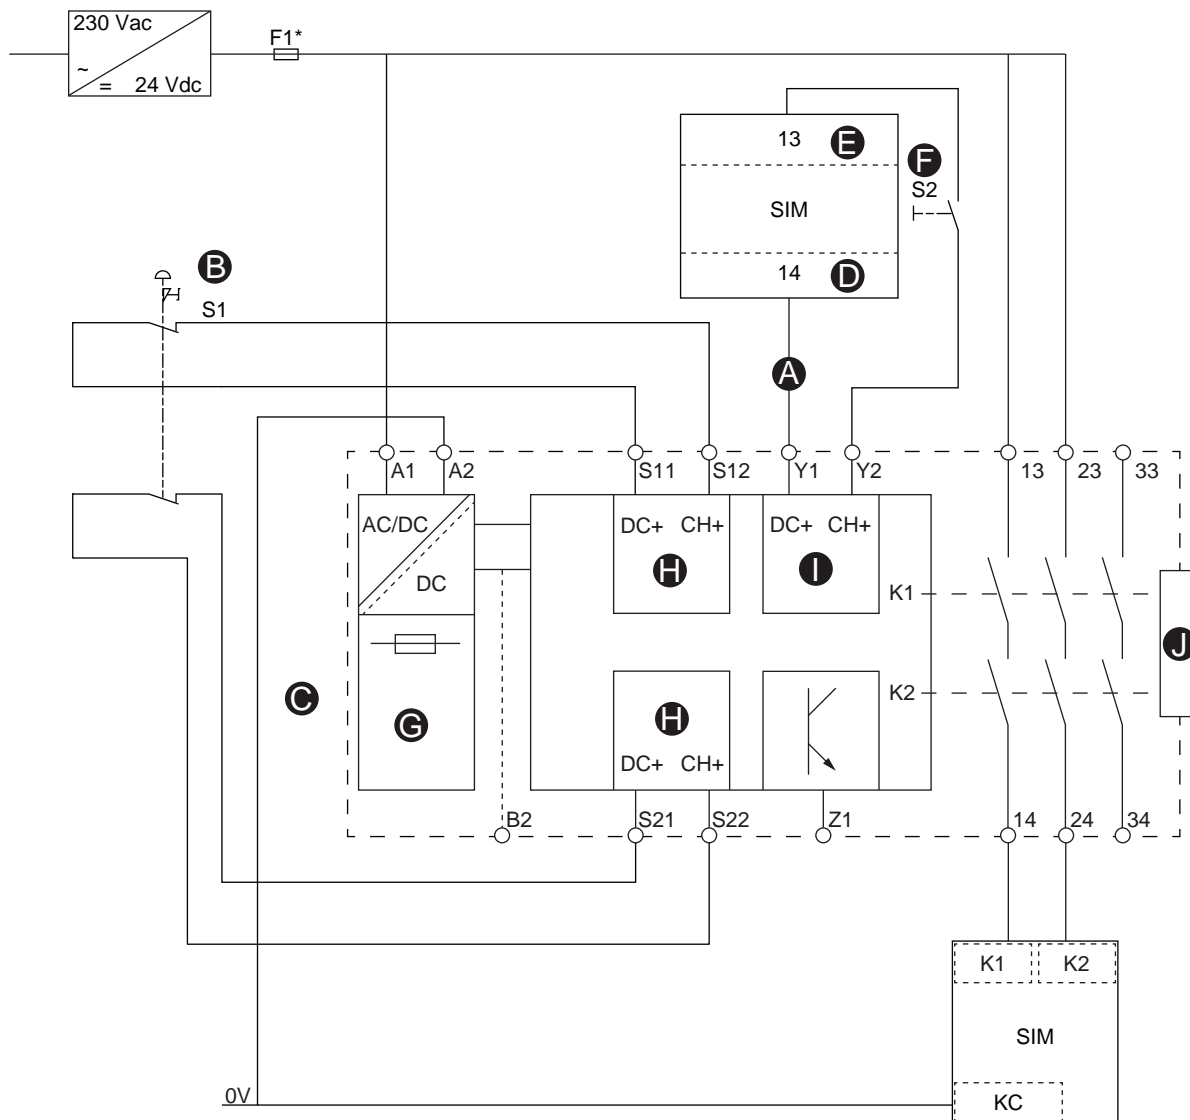 230 Vac
~
= 24 Vdc
F1*
13 E
F
S2
SIM
14 D
B
S1
A
A1 A2 S11 S12 Y1 Y2 13 23 33
AC/DC
DC
DC+ CH+
DC+ CH+
H
I
K1
J
C
G
H
K2
DC+ CH+
B2 S21 S22 Z1 14 24 34
K1 K2
SIM
0V
KC